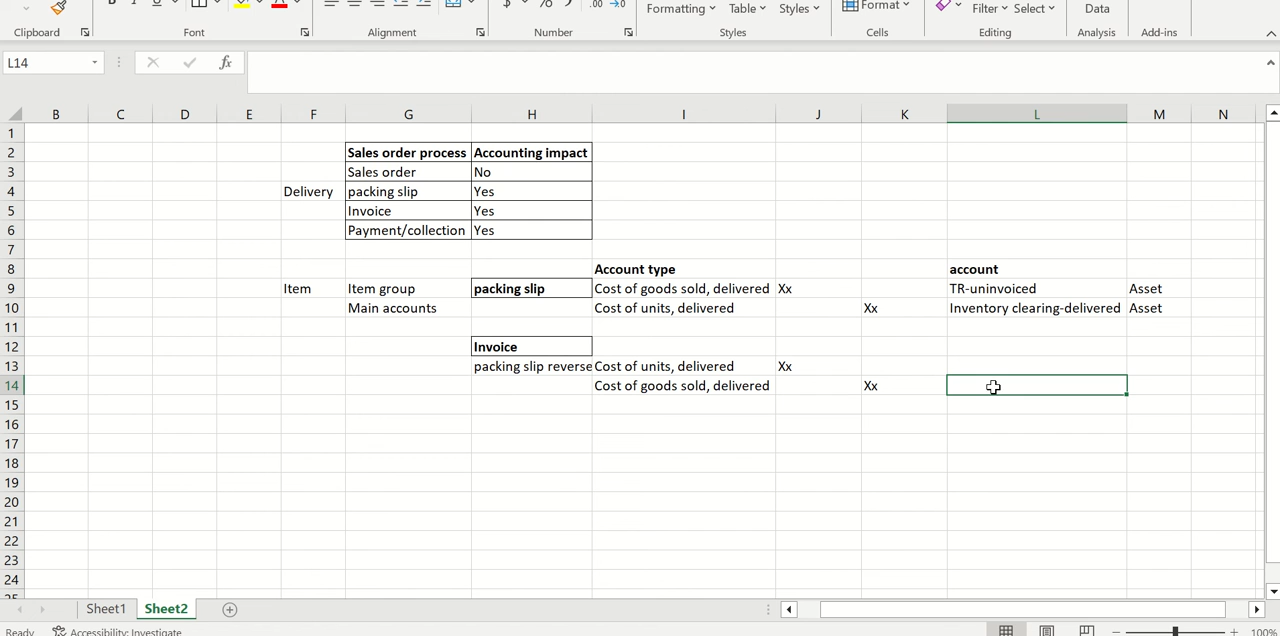 Formatting Table Styles Format Filter Select Data
Clipboard Font Alignment Number Styles Cells Editing Analysis Add-ins
L14 fx
B C D E F G H I J K L M N
1
2 Sales order process Accounting impact
3 Sales order No
4 Delivery packing slip Yes
5 Invoice Yes
6 Payment/collection Yes
7
8 Account type account
9 Item Item group packing slip Cost of goods sold, delivered Xx TR-uninvoiced Asset
10 Main accounts Cost of units, delivered Xx Inventory clearing-delivered Asset
11
12 Invoice
13 packing slip reverse Cost of units, delivered Xx
14 Cost of goods sold, delivered Xx
15
16
17
18
19
20
21
22
23
24
Sheet1 Sheet2
Ready Accessibility: Investigate 100%